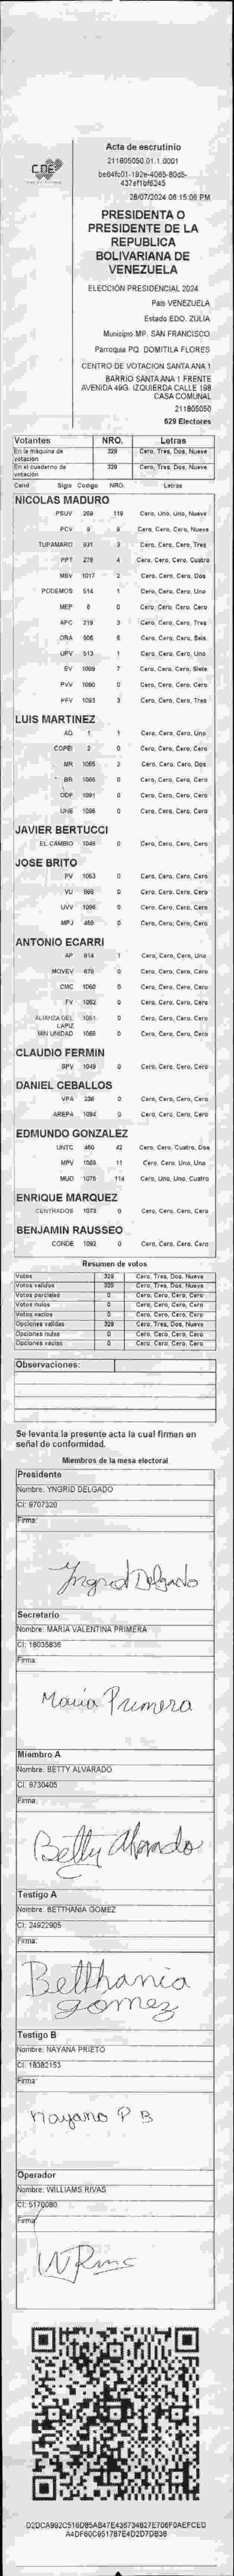 CNE
Acta de escrutinio
211805050.01.1.0001
28/07/2024 06:15:06 PM
PRESIDENTA O
PRESIDENTE DE LA
REPUBLICA
BOLIVARIANA DE
VENEZUELA
ELECCIÓN PRESIDENCIAL 2024
País VENEZUELA
Estado EDO. ZULIA
Municipio MP. SAN FRANCISCO
Parroquia PQ. DOMITILA FLORES
CENTRO DE VOTACION SANTA ANA 1
BARRIO SANTA ANA 1 FRENTE
AVENIDA 49G. IZQUIERDA CALLE 198
CASA COMUNAL
211805050
629 Electores
Votantes NRO. Letras
En la máquina de votación 329 Cero, Tres, Dos, Nueve
En el cuaderno de votación 329 Cero, Tres, Dos, Nueve
Cand Sigla Codigo NRO. Letras
NICOLAS MADURO
PSUV 269 119 Cero, Uno, Uno, Nueve
PCV 9 9 Cero, Cero, Cero, Nueve
TUPAMARO 931 3 Cero, Cero, Cero, Tres
PPT 278 4 Cero, Cero, Cero, Cuatro
MSV 1017 2 Cero, Cero, Cero, Dos
PODEMOS 614 1 Cero, Cero, Cero, Uno
MEP 6 0 Cero, Cero, Cero, Cero
APC 219 3 Cero, Cero, Cero, Tres
ORA 906 6 Cero, Cero, Cero, Seis
UPV 513 1 Cero, Cero, Cero, Uno
EV 1069 7 Cero, Cero, Cero, Siete
PVV 1090 0 Cero, Cero, Cero, Cero
FFV 1093 3 Cero, Cero, Cero, Tres
LUIS MARTINEZ
AD 1 1 Cero, Cero, Cero, Uno
COPEI 2 0 Cero, Cero, Cero, Cero
MR 1065 2 Cero, Cero, Cero, Dos
BR 0 Cero, Cero, Cero, Cero
DDP 1091 0 Cero, Cero, Cero, Cero
UNE 1096 0 Cero, Cero, Cero, Cero
JAVIER BERTUCCI
EL CAMBIO 1046 0 Cero, Cero, Cero, Cero
JOSE BRITO
PV 1053 0 Cero, Cero, Cero, Cero
VU 968 0 Cero, Cero, Cero, Cero
UVV 0 Cero, Cero, Cero, Cero
MPJ 459 0 Cero, Cero, Cero, Cero
ANTONIO ECARRI
AP 814 1 Cero, Cero, Cero, Uno
MOVEV 870 0 Cero, Cero, Cero, Cero
CMC 1060 0 Cero, Cero, Cero, Cero
FV 1062 0 Cero, Cero, Cero, Cero
ALIANZA DEL LAPIZ 1051 0 Cero, Cero, Cero, Cero
MIN UNIDAD 1068 0 Cero, Cero, Cero, Cero
CLAUDIO FERMIN
SPV 1049 0 Cero, Cero, Cero, Cero
DANIEL CEBALLOS
VPA 236 0 Cero, Cero, Cero, Cero
AREPA 1094 0 Cero, Cero, Cero, Cero
EDMUNDO GONZALEZ
UNTC 460 42 Cero, Cero, Cuatro, Dos
MPV 1089 11 Cero, Cero, Uno, Uno
MUD 1075 114 Cero, Uno, Uno, Cuatro
ENRIQUE MARQUEZ
CENTRADOS 1073 0 Cero, Cero, Cero, Cero
BENJAMIN RAUSSEO
CONDE 1092 0 Cero, Cero, Cero, Cero
Resumen de votos
Votos 329 Cero, Tres, Dos, Nueve
Votos validos 329 Cero, Tres, Dos, Nueve
Votos parciales 0 Cero, Cero, Cero, Cero
Votos nulos 0 Cero, Cero, Cero, Cero
Votos vacíos 0 Cero, Cero, Cero, Cero
Opciones validas 329 Cero, Tres, Dos, Nueve
Opciones nulas 0 Cero, Cero, Cero, Cero
Opciones vacías 0 Cero, Cero, Cero, Cero
Observaciones:
Se levanta la presente acta la cual firman en
señal de conformidad.
Miembros de la mesa electoral
Presidente
Nombre: YNGRID DELGADO
CI: 9707320
Firma:
Yngrid Delgado
Secretario
Nombre: MARIA VALENTINA PRIMERA
CI: 18035836
Firma:
Maria Primera
Miembro A
Nombre: BETTY ALVARADO
CI: 9730405
Firma:
Betty Alvarado
Testigo A
Nombre: BETTHANIA GOMEZ
CI: 24922905
Firma:
Betthania
gomez
Testigo B
Nombre: NAYANA PRIETO
CI: 18382153
Firma:
Nayana P B
Operador
Nombre: WILLIAMS RIVAS
CI: 5170080
Firma: